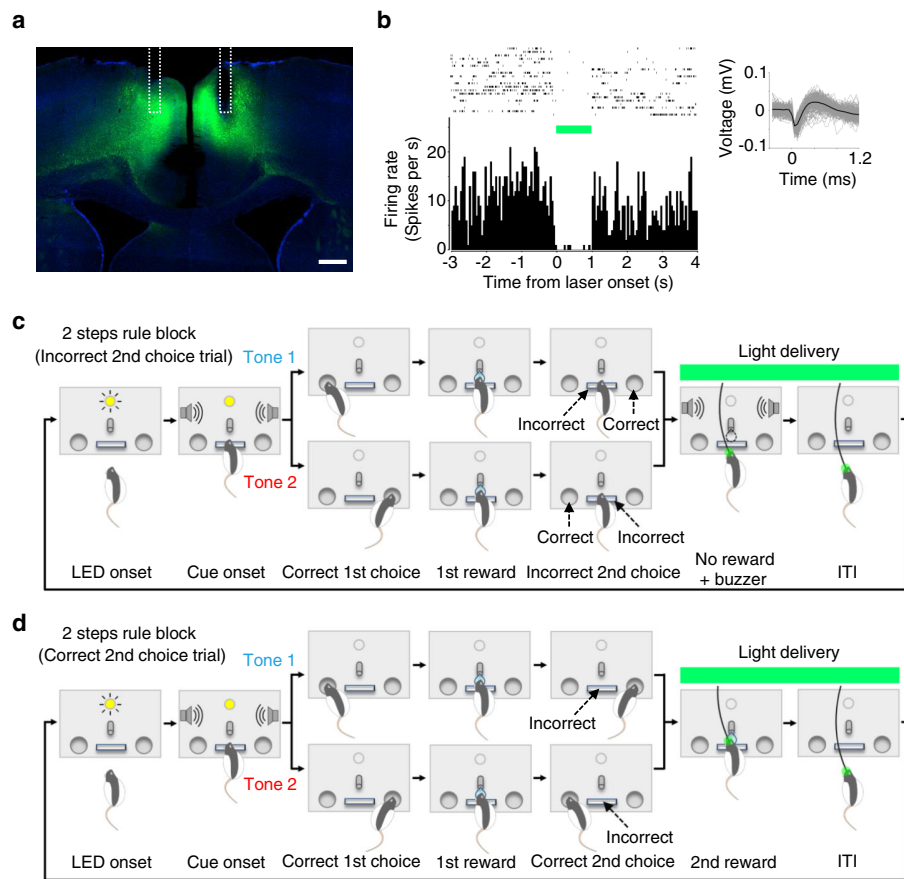 a
b
0.1
0
-0.1
Voltage (mV)
0
1.2
Time (ms)
20
10
0
Firing rate
(Spikes per s)
-3
-2
-1
0
1
2
3
4
Time from laser onset (s)
c
2 steps rule block
(Incorrect 2nd choice trial)
Tone 1
Tone 2
Light delivery
Incorrect
Correct
Correct
Incorrect
LED onset
Cue onset
Correct 1st choice
1st reward
Incorrect 2nd choice
No reward
+ buzzer
ITI
d
2 steps rule block
(Correct 2nd choice trial)
Tone 1
Tone 2
Light delivery
Incorrect
Incorrect
LED onset
Cue onset
Correct 1st choice
1st reward
Correct 2nd choice
2nd reward
ITI